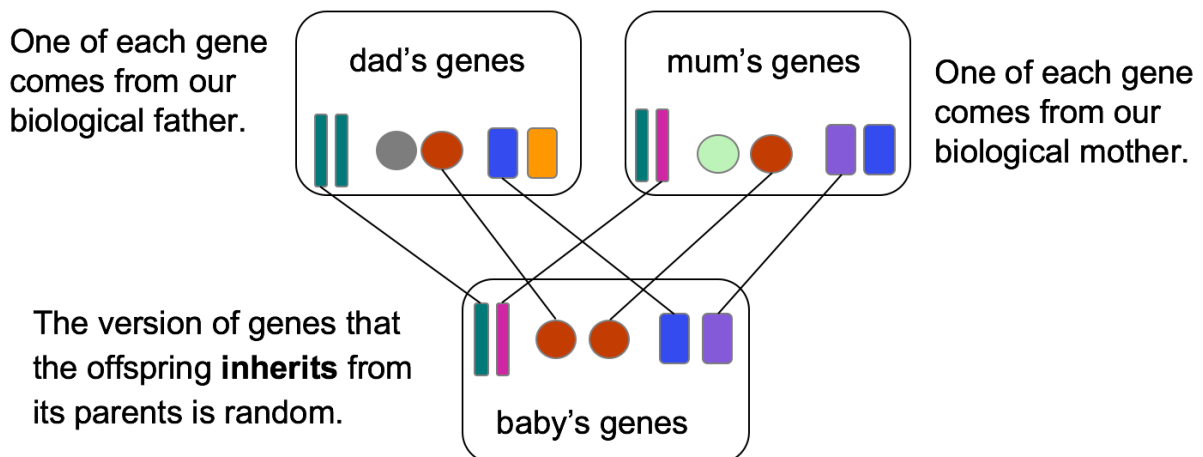 One of each gene
comes from our
biological father.
dad's genes
mum's genes
One of each gene
comes from our
biological mother.
The version of genes that
the offspring inherits from
its parents is random.
baby's genes